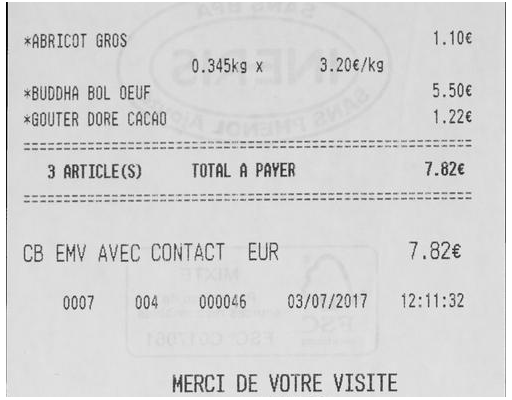 *ABRICOT GROS 1.10€
0.345kg x 3.20€/kg
*BUDDHA BOL OEUF 5.50€
*GOUTER DORE CACAO 1.22€
3 ARTICLE(S) TOTAL A PAYER 7.82€
CB EMV AVEC CONTACT EUR 7.82€
0007 004 000046 03/07/2017 12:11:32
MERCI DE VOTRE VISITE